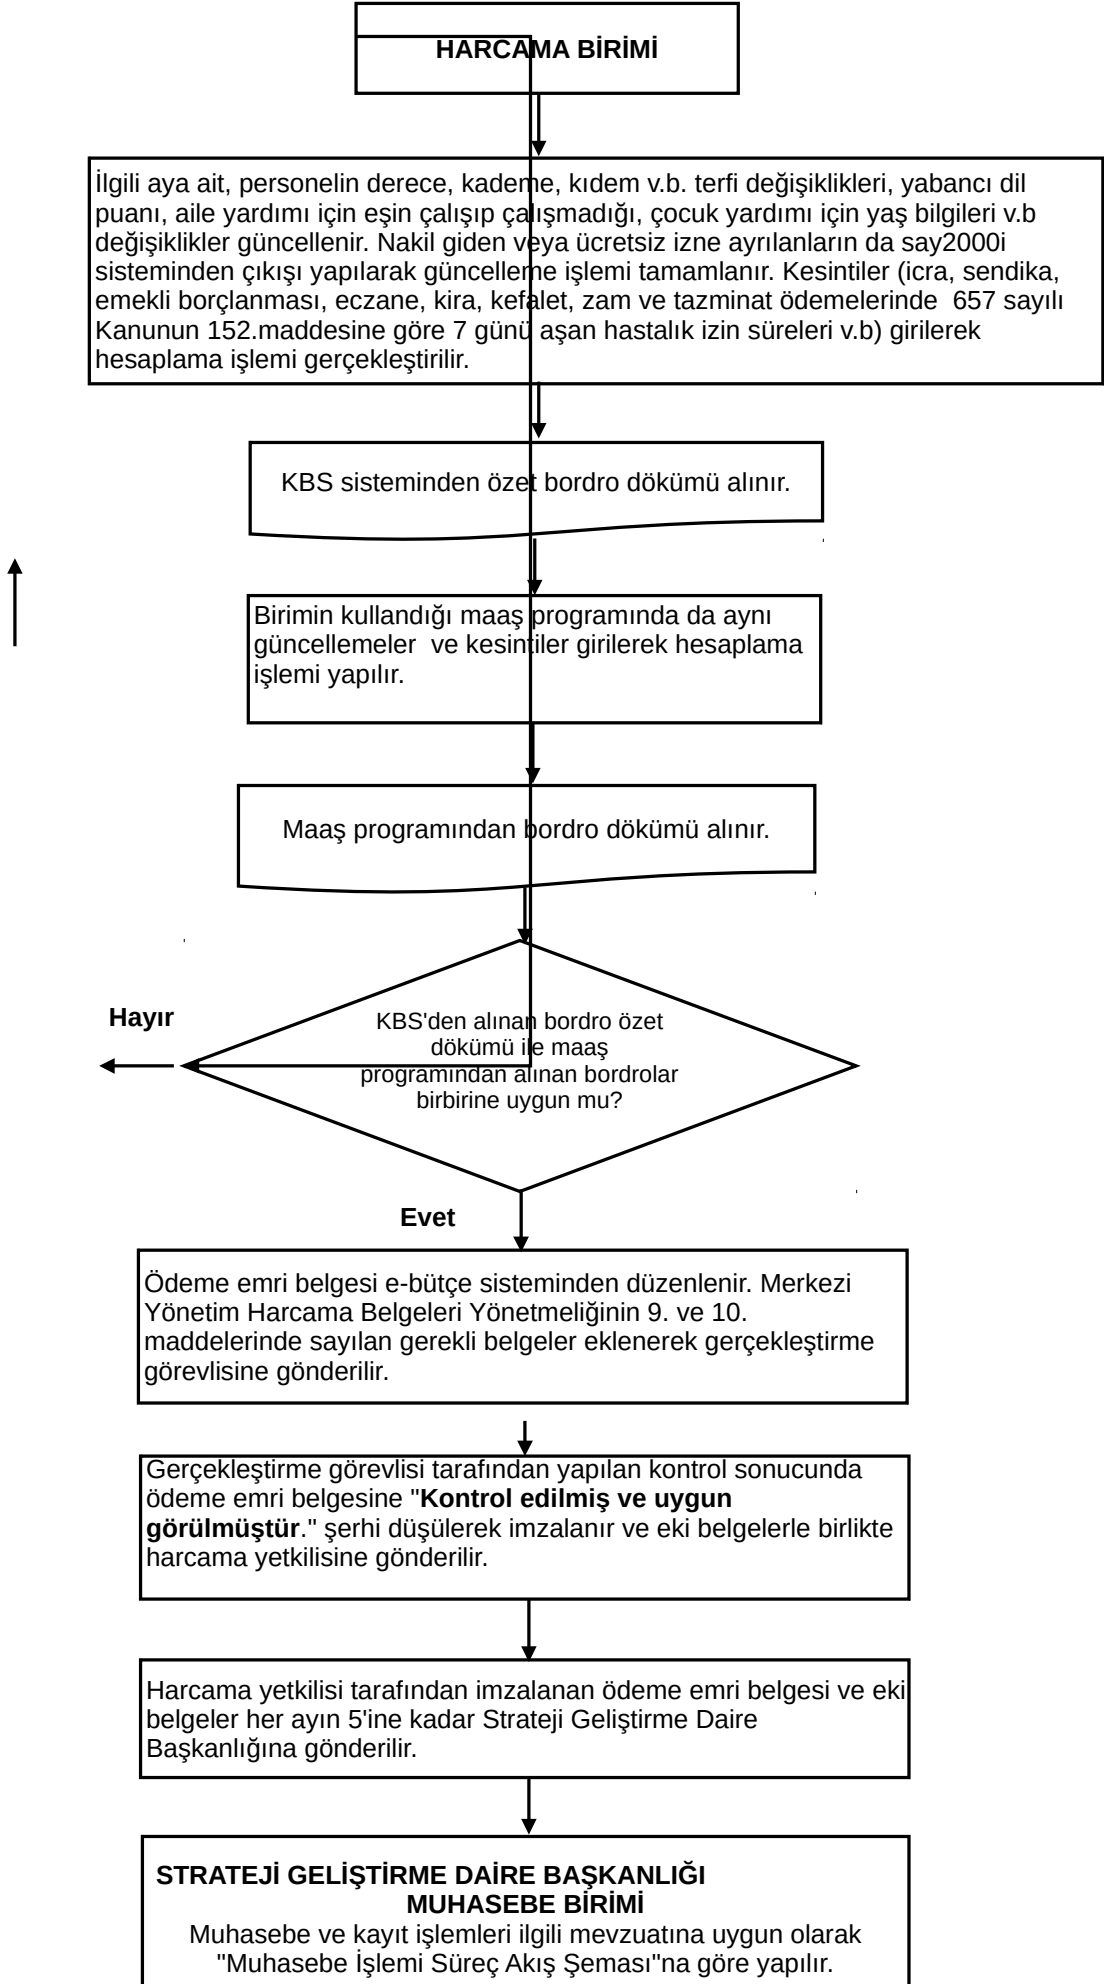 HARCAMA BİRİMİ
İlgili aya ait, personelin derece, kademe, kıdem v.b. terfi değişiklikleri, yabancı dil
puanı, aile yardımı için eşin çalışıp çalışmadığı, çocuk yardımı için yaş bilgileri v.b
değişiklikler güncellenir. Nakil giden veya ücretsiz izne ayrılanların da say2000i
sisteminden çıkışı yapılarak güncelleme işlemi tamamlanır. Kesintiler (icra, sendika,
emekli borçlanması, eczane, kira, kefalet, zam ve tazminat ödemelerinde  657 sayılı
Kanunun 152.maddesine göre 7 günü aşan hastalık izin süreleri v.b) girilerek
hesaplama işlemi gerçekleştirilir.
KBS sisteminden özet bordro dökümü alınır.
Birimin kullandığı maaş programında da aynı
güncellemeler  ve kesintiler girilerek hesaplama
işlemi yapılır.
Maaş programından bordro dökümü alınır.
Hayır
KBS'den alınan bordro özet
dökümü ile maaş
programından alınan bordrolar
birbirine uygun mu?
Evet
Ödeme emri belgesi e-bütçe sisteminden düzenlenir. Merkezi
Yönetim Harcama Belgeleri Yönetmeliğinin 9. ve 10.
maddelerinde sayılan gerekli belgeler eklenerek gerçekleştirme
görevlisine gönderilir.
Gerçekleştirme görevlisi tarafından yapılan kontrol sonucunda
ödeme emri belgesine "Kontrol edilmiş ve uygun
görülmüştür." şerhi düşülerek imzalanır ve eki belgelerle birlikte
harcama yetkilisine gönderilir.
Harcama yetkilisi tarafından imzalanan ödeme emri belgesi ve eki
belgeler her ayın 5'ine kadar Strateji Geliştirme Daire
Başkanlığına gönderilir.
STRATEJİ GELİŞTİRME DAİRE BAŞKANLIĞI
MUHASEBE BİRİMİ
Muhasebe ve kayıt işlemleri ilgili mevzuatına uygun olarak
"Muhasebe İşlemi Süreç Akış Şeması"na göre yapılır.